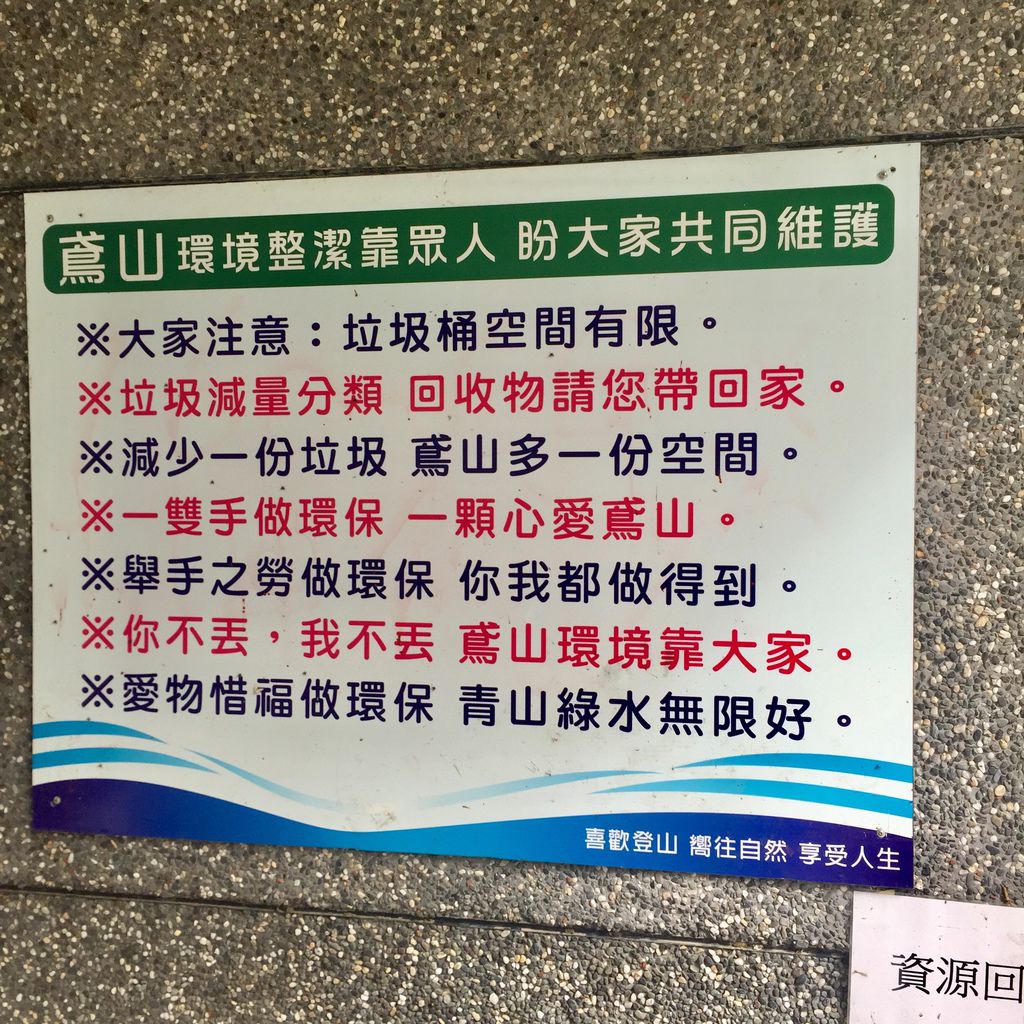 鳶山環境整潔靠眾人 盼大家共同維護
※大家注意：垃圾桶空間有限。
※垃圾減量分類 回收物請您帶回家。
※減少一份垃圾 鳶山多一份空間。
※一雙手做環保 一顆心愛鳶山。
※舉手之勞做環保 你我都做得到。
※你不丟，我不丟 鳶山環境靠大家。
※愛物惜福做環保 青山綠水無限好。
喜歡登山 嚮往自然 享受人生
資源回